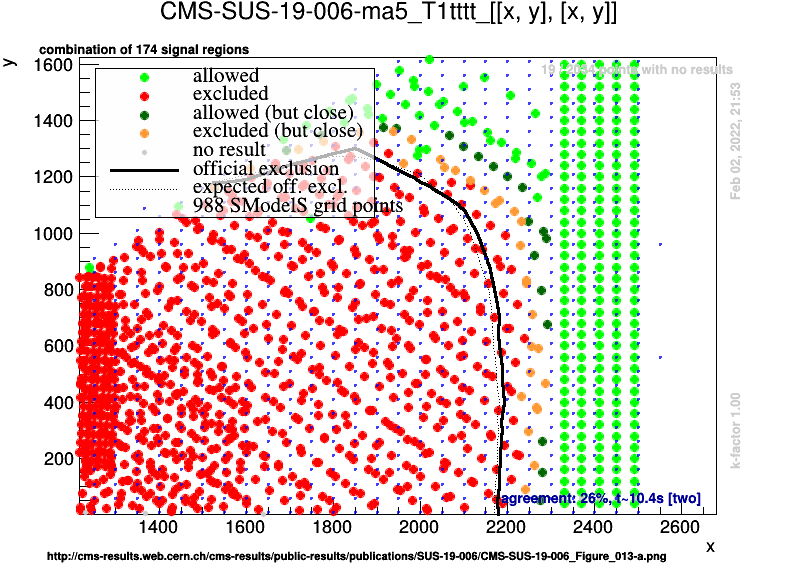 CMS-SUS-19-006-ma5_T1tttt_[[x, y], [x, y]]
y
combination of 174 signal regions
points with no results
allowed
excluded
allowed (but close)
excluded (but close)
no result
official exclusion
expected off. excl.
988 SModelS grid points
1600
1400
1200
1000
800
600
400
200
Feb 02, 2022, 21:53
k-factor 1.00
agreement: 26%, t~10.4s [two]
1400 1600 1800 2000 2200 2400 2600
x
http://cms-results.web.cern.ch/cms-results/public-results/publications/SUS-19-006/CMS-SUS-19-006_Figure_013-a.png